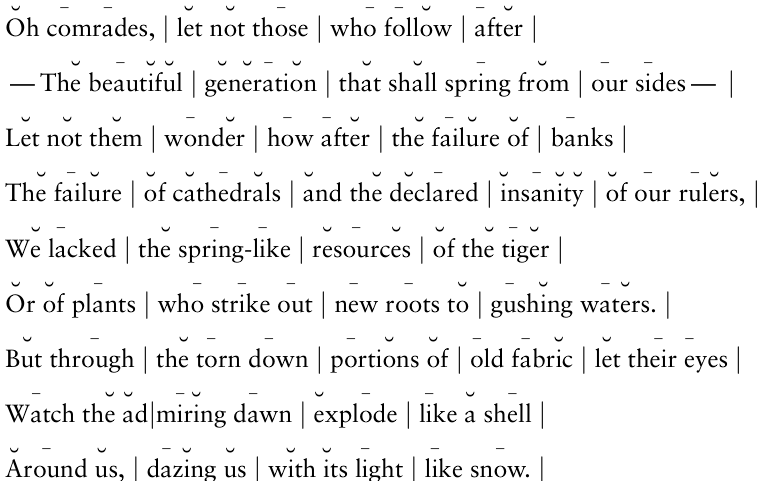 Oh comrades, | let not those | who follow | after |
— The beautiful | generation | that shall spring from | our sides — |
Let not them | wonder | how after | the failure of | banks |
The failure | of cathedrals | and the declared | insanity | of our rulers, |
We lacked | the spring-like | resources | of the tiger |
Or of plants | who strike out | new roots to | gushing waters. |
But through | the torn down | portions of | old fabric | let their eyes |
Watch the ad|miring dawn | explode | like a shell |
Around us, | dazing us | with its light | like snow. |